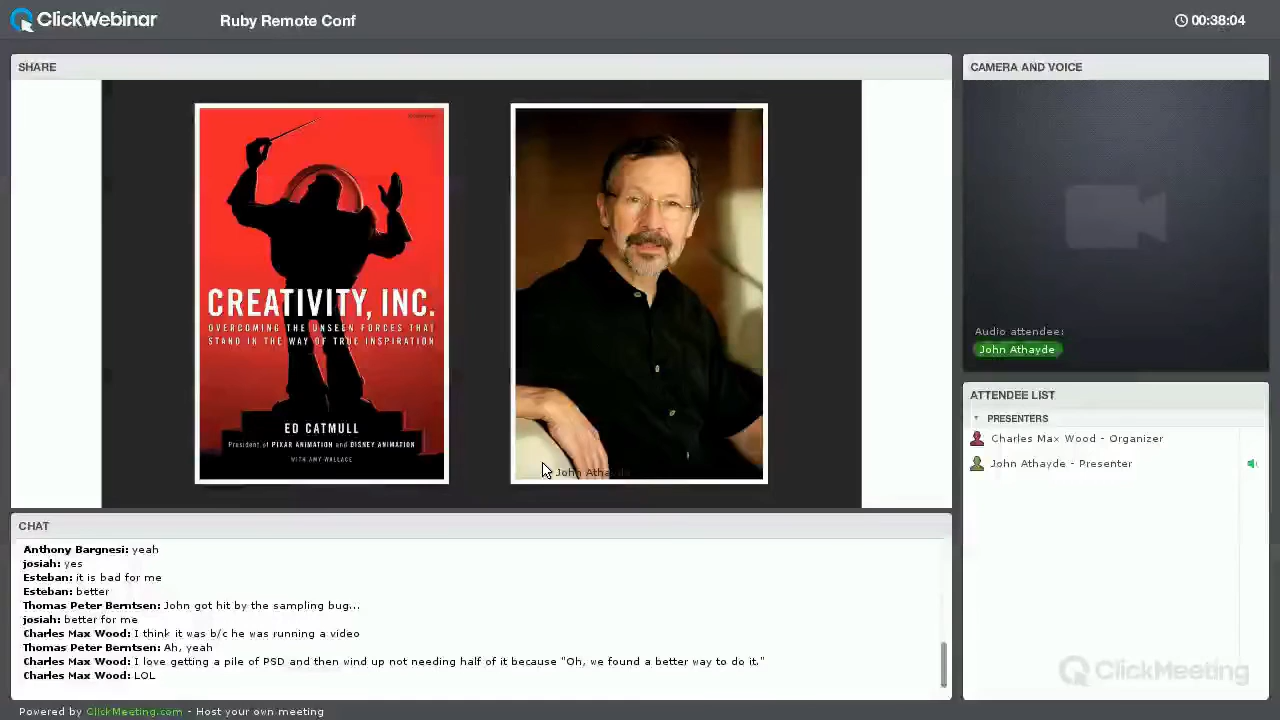 ClickWebinar
Ruby Remote Conf
00:38:04
SHARE
CREATIVITY, INC.
OVERCOMING THE UNSEEN FORCES THAT
STAND IN THE WAY OF TRUE INSPIRATION
ED CATMULL
President of PIXAR ANIMATION and DISNEY ANIMATION
WITH AMY WALLACE
John Athayde
CAMERA AND VOICE
Audio attendee:
John Athayde
ATTENDEE LIST
PRESENTERS
Charles Max Wood - Organizer
John Athayde - Presenter
CHAT
Anthony Bargnesi: yeah
josiah: yes
Esteban: it is bad for me
Esteban: better
Thomas Peter Berntsen: John got hit by the sampling bug...
josiah: better for me
Charles Max Wood: I think it was b/c he was running a video
Thomas Peter Berntsen: Ah, yeah
Charles Max Wood: I love getting a pile of PSD and then wind up not needing half of it because "Oh, we found a better way to do it."
Charles Max Wood: LOL
ClickMeeting
Powered by ClickMeeting.com - Host your own meeting